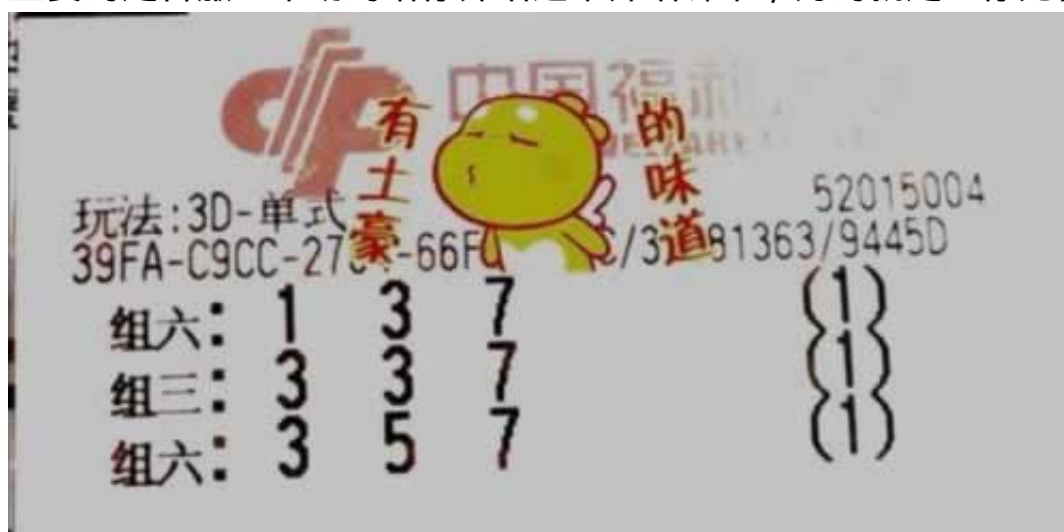 中国福利
有土豪
的味道
玩法:3D-单式
52015004
39FA-C9CC-27
-66F
/3
81363/9445D
组六: 1 3 7 (1)
组三: 3 3 7 (1)
组六: 3 5 7 (1)